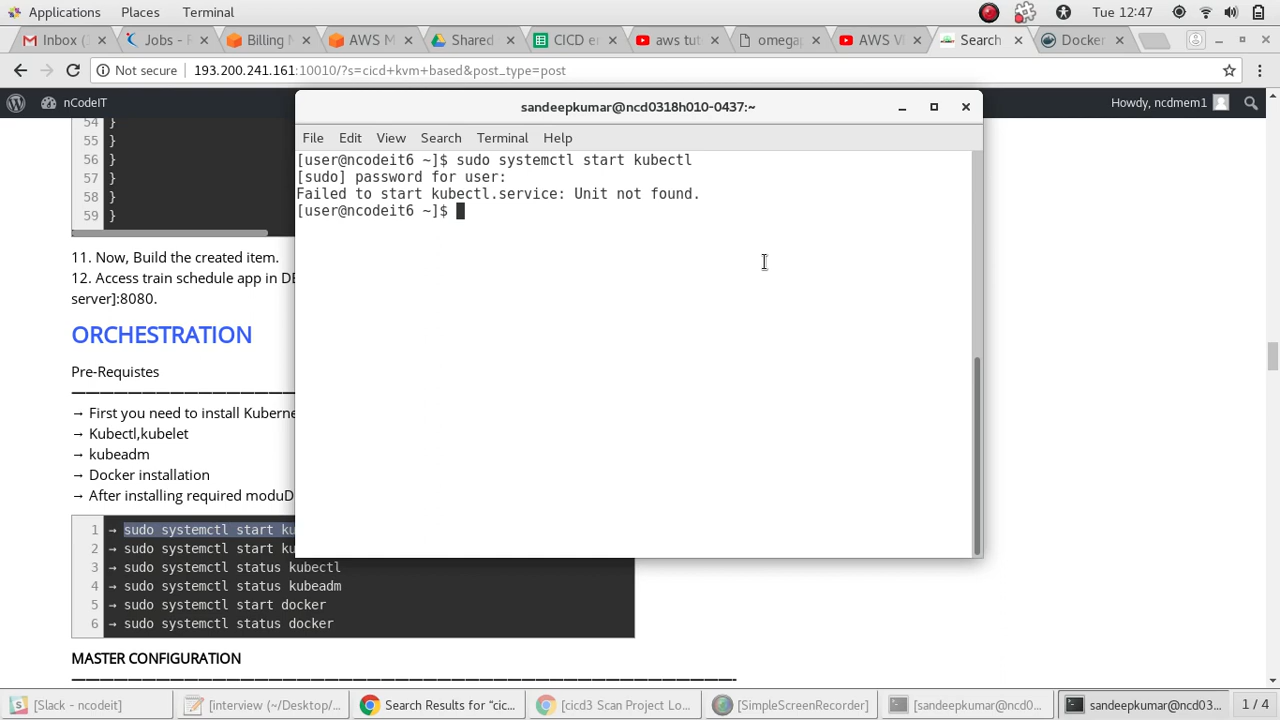 Applications Places Terminal Tue 12:47
Inbox ( Jobs - R Billing M AWS M Shared CICD er aws tut omegap AWS Vi Search Docker
Not secure 193.200.241.161:10010/?s=cicd+kvm+based&post_type=post
nCodeIT Howdy, ncdmem1
sandeepkumar@ncd0318h010-0437:~
File Edit View Search Terminal Help
[user@ncodeit6 ~]$ sudo systemctl start kubectl
[sudo] password for user:
Failed to start kubectl.service: Unit not found.
[user@ncodeit6 ~]$
54 }
55 }
56 }
57 }
58 }
59 }
11. Now, Build the created item.
12. Access train schedule app in DE
server]:8080.
ORCHESTRATION
Pre-Requistes
→ First you need to install Kuberne
→ Kubectl,kubelet
→ kubeadm
→ Docker installation
→ After installing required moduD
1 → sudo systemctl start ku
2 → sudo systemctl start ku
3 → sudo systemctl status kubectl
4 → sudo systemctl status kubeadm
5 → sudo systemctl start docker
6 → sudo systemctl status docker
MASTER CONFIGURATION
[Slack - ncodeit] [interview (~/Desktop/... Search Results for “cic... [cicd3 Scan Project Lo... [SimpleScreenRecorder] [sandeepkumar@ncd0... sandeepkumar@ncd03... 1 / 4